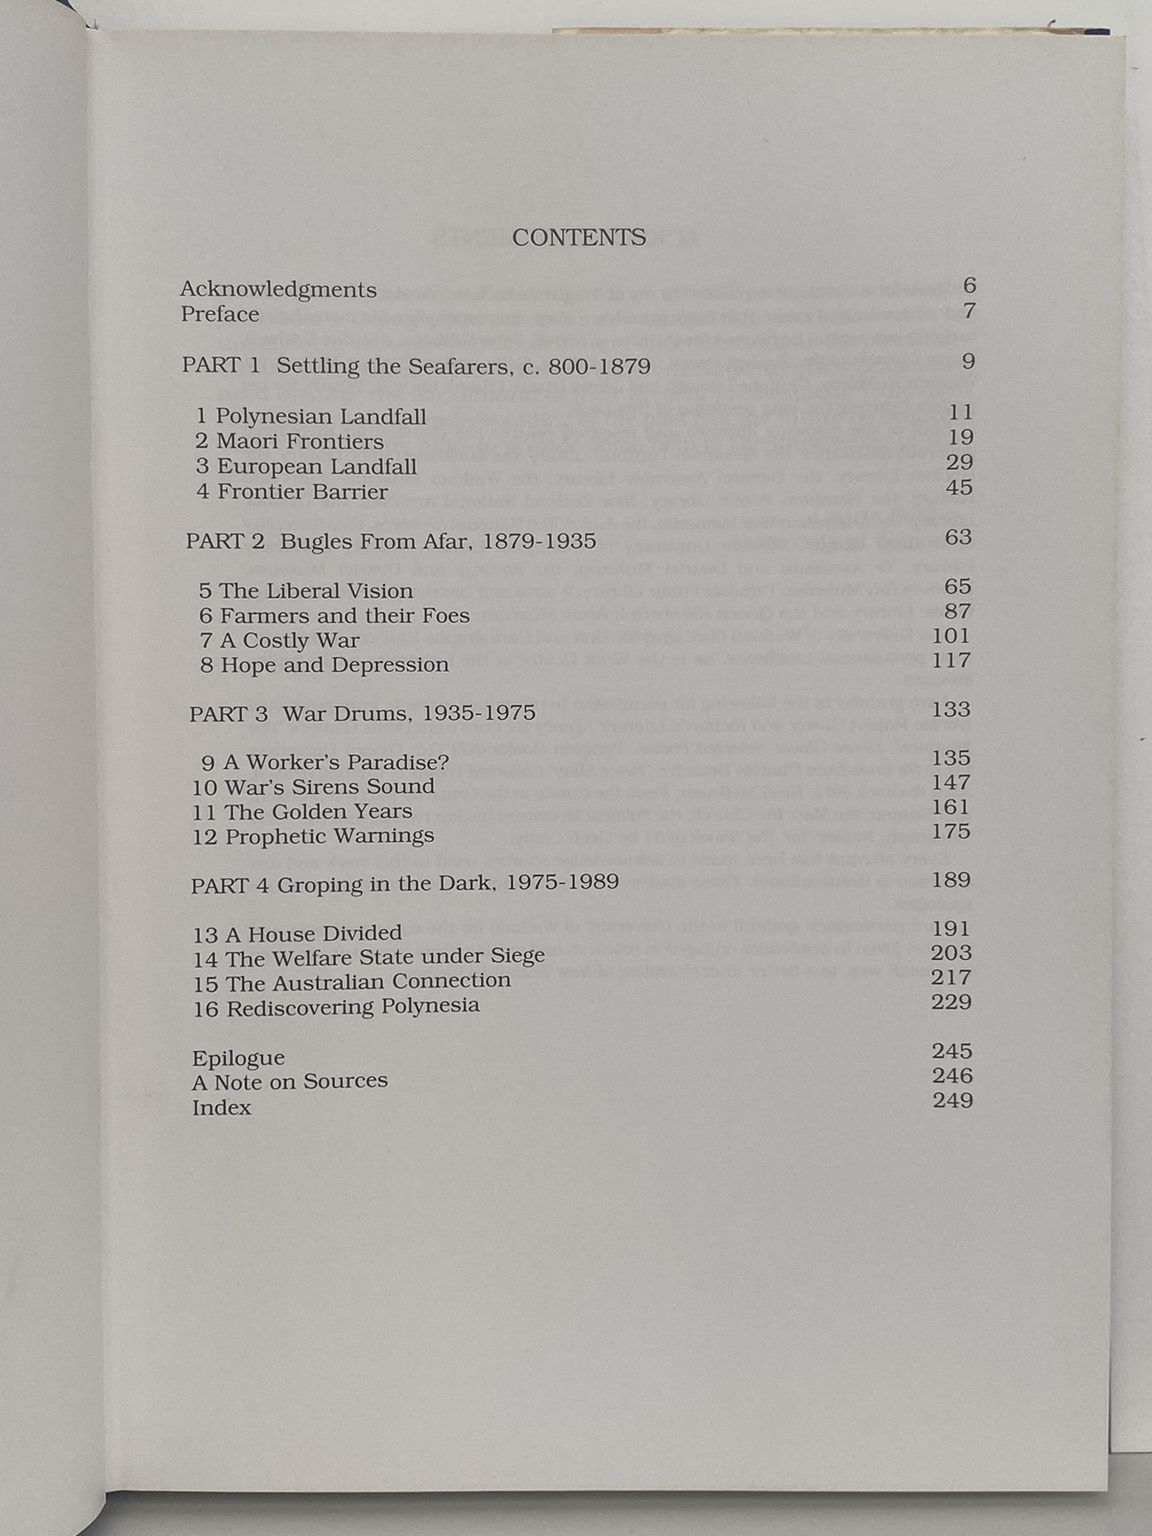 CONTENTS
Acknowledgments 6
Preface 7
PART 1 Settling the Seafarers, c. 800-1879 9
1 Polynesian Landfall 11
2 Maori Frontiers 19
3 European Landfall 29
4 Frontier Barrier 45
PART 2 Bugles From Afar, 1879-1935 63
5 The Liberal Vision 65
6 Farmers and their Foes 87
7 A Costly War 101
8 Hope and Depression 117
PART 3 War Drums, 1935-1975 133
9 A Worker's Paradise? 135
10 War's Sirens Sound 147
11 The Golden Years 161
12 Prophetic Warnings 175
PART 4 Groping in the Dark, 1975-1989 189
13 A House Divided 191
14 The Welfare State under Siege 203
15 The Australian Connection 217
16 Rediscovering Polynesia 229
Epilogue 245
A Note on Sources 246
Index 249